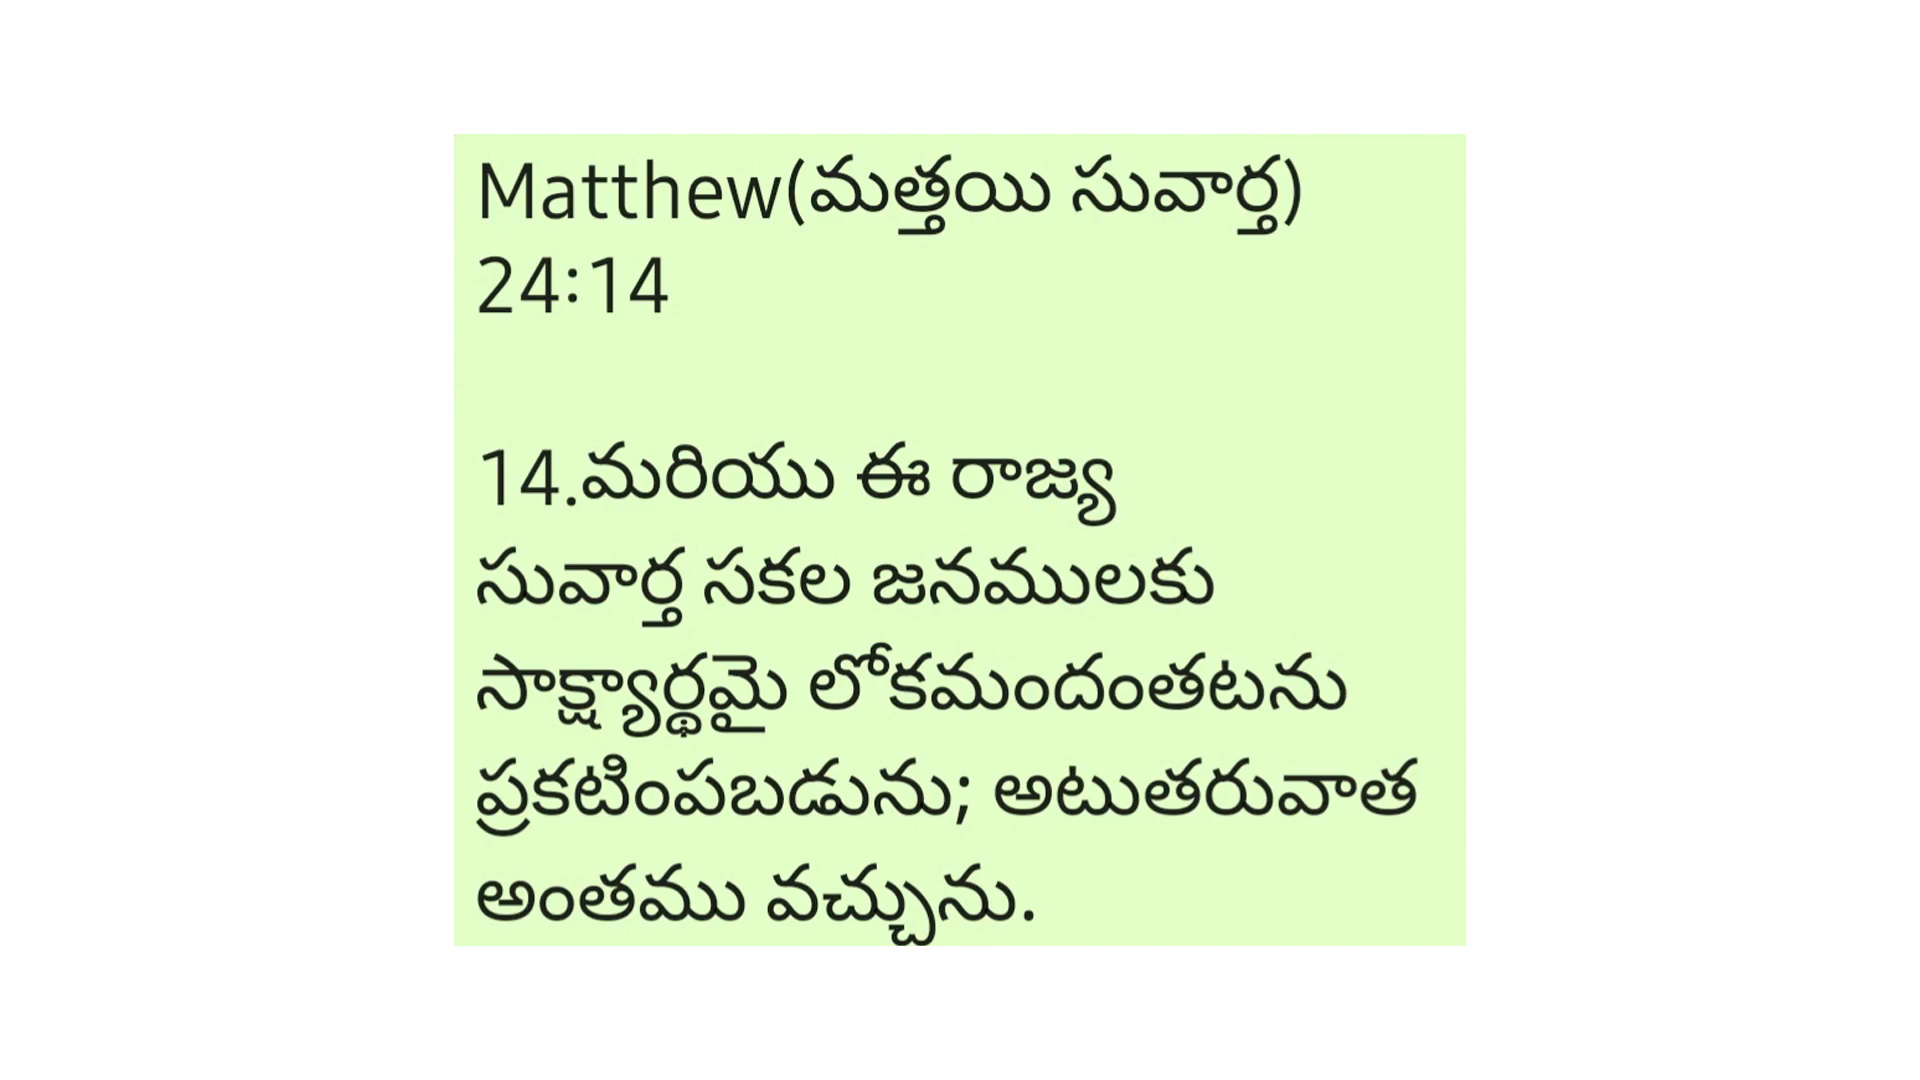 Matthew(మత్తయి సువార్త)
24:14
14.మరియు ఈ రాజ్య
సువార్త సకల జనములకు
సాక్ష్యార్థమై లోకమందంతటను
ప్రకటింపబడును; అటుతరువాత
అంతము వచ్చును.